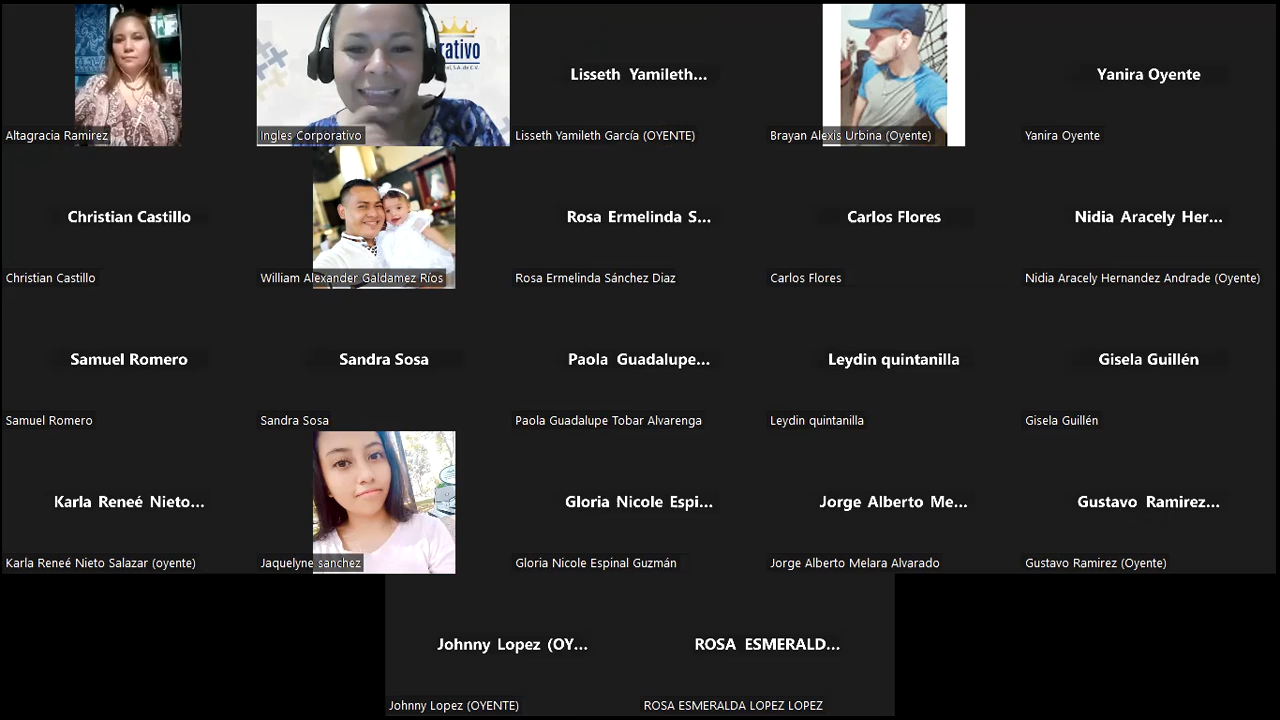 rativo
al, S.A. de C.V.
Lisseth Yamileth...
Yanira Oyente
Altagracia Ramirez
Ingles Corporativo
Lisseth Yamileth García (OYENTE)
Brayan Alexis Urbina (Oyente)
Yanira Oyente
Christian Castillo
Rosa Ermelinda S...
Carlos Flores
Nidia Aracely Her...
Christian Castillo
William Alexander Galdamez Ríos
Rosa Ermelinda Sánchez Diaz
Carlos Flores
Nidia Aracely Hernandez Andrade (Oyente)
Samuel Romero
Sandra Sosa
Paola Guadalupe...
Leydin quintanilla
Gisela Guillén
Samuel Romero
Sandra Sosa
Paola Guadalupe Tobar Alvarenga
Leydin quintanilla
Gisela Guillén
Karla Reneé Nieto...
Gloria Nicole Espi...
Jorge Alberto Me...
Gustavo Ramirez...
Karla Reneé Nieto Salazar (oyente)
Jaquelyne sanchez
Gloria Nicole Espinal Guzmán
Jorge Alberto Melara Alvarado
Gustavo Ramirez (Oyente)
Johnny Lopez (OY...
ROSA ESMERALD...
Johnny Lopez (OYENTE)
ROSA ESMERALDA LOPEZ LOPEZ